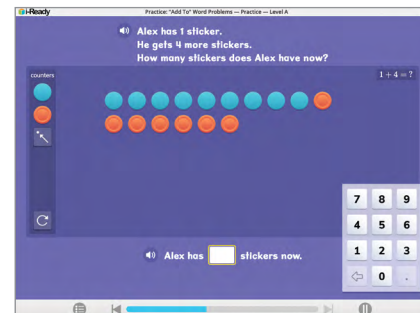 i-Ready
Practice: "Add To" Word Problems — Practice — Level A
Alex has 1 sticker.
He gets 4 more stickers.
How many stickers does Alex have now?
counters
1 + 4 = ?
7 8 9
4 5 6
1 2 3
0 .
Alex has stickers now.